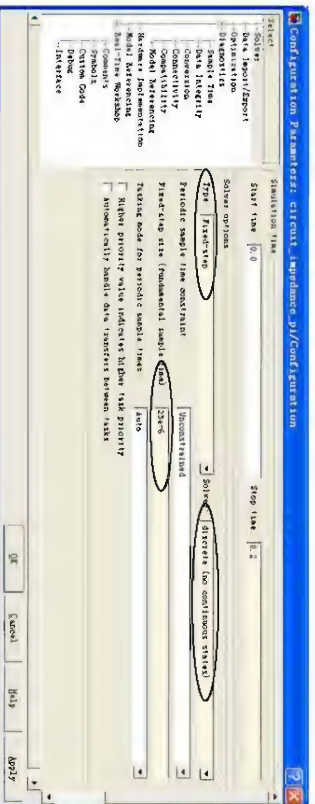 Configuration Parameters: circuit_impedance_pi/Configuration
Select
Solver
Data Import/Export
Optimization
Diagnostics
Sample Time
Data Integrity
Conversion
Connectivity
Compatibility
Model Referencing
Hardware Implementation
Model Referencing
Real-Time Workshop
Comments
Symbols
Custom Code
Debug
Interface
Simulation time
Start time 0.0
Stop time 0.2
Solver options
Type Fixed-step
Solve discrete (no continuous states)
Periodic sample time constraint Unconstrained
Fixed-step size (fundamental sample time) 25e-6
Tasking mode for periodic sample times Auto
Higher priority value indicates higher task priority
Automatically handle data transfers between tasks
OK
Cancel
Help
Apply